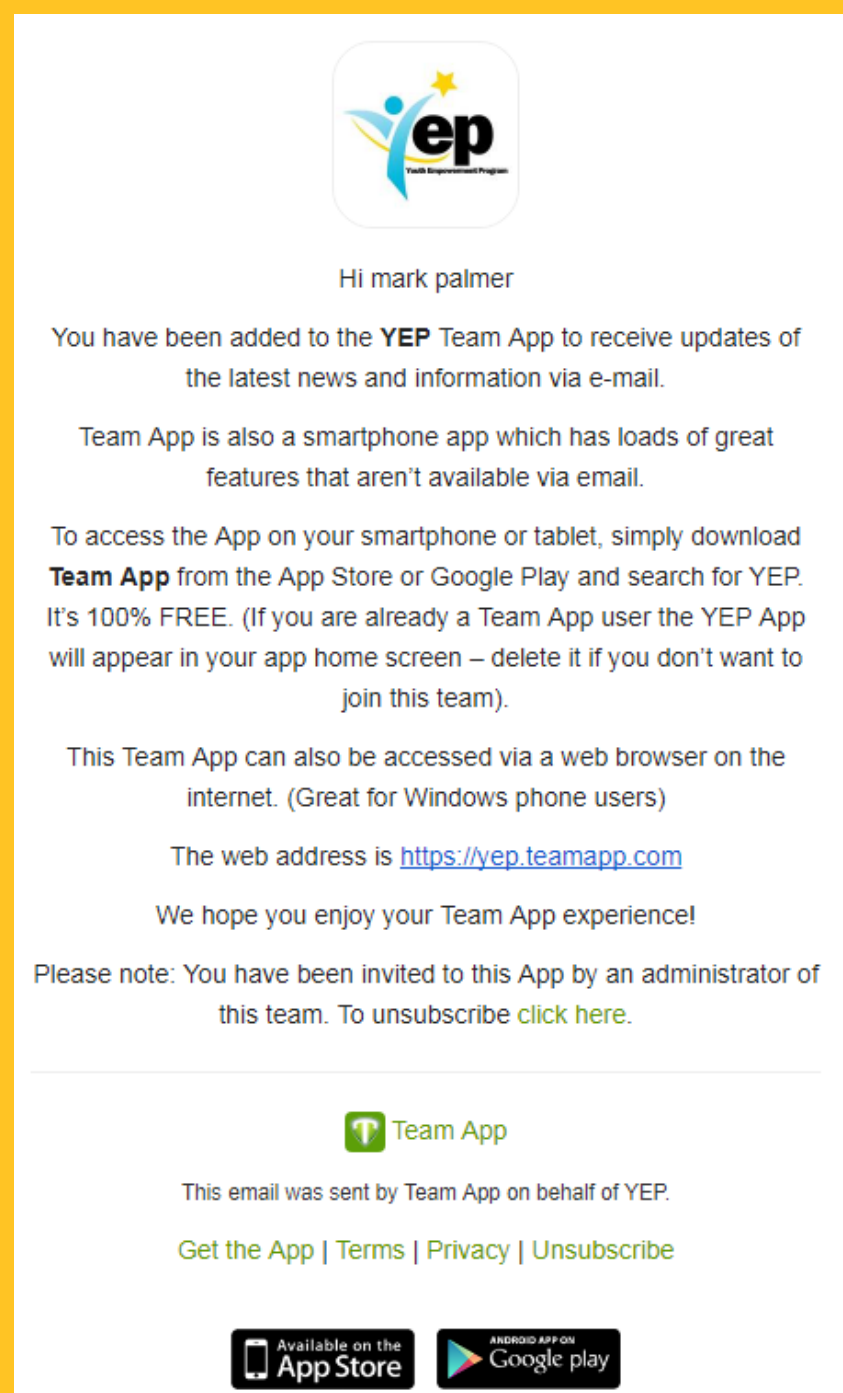 Yep
Youth Empowerment Program
Hi mark palmer
You have been added to the YEP Team App to receive updates of
the latest news and information via e-mail.
Team App is also a smartphone app which has loads of great
features that aren’t available via email.
To access the App on your smartphone or tablet, simply download
Team App from the App Store or Google Play and search for YEP.
It’s 100% FREE. (If you are already a Team App user the YEP App
will appear in your app home screen – delete it if you don’t want to
join this team).
This Team App can also be accessed via a web browser on the
internet. (Great for Windows phone users)
The web address is https://yep.teamapp.com
We hope you enjoy your Team App experience!
Please note: You have been invited to this App by an administrator of
this team. To unsubscribe click here.
T Team App
This email was sent by Team App on behalf of YEP.
Get the App | Terms | Privacy | Unsubscribe
Available on the
App Store
ANDROID APP ON
Google play